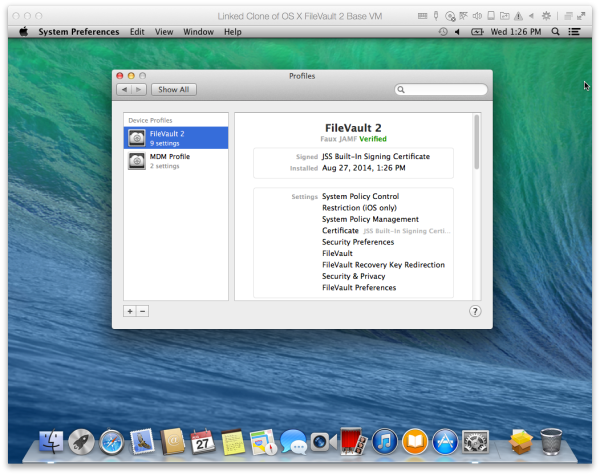 Linked Clone of OS X FileVault 2 Base VM
System Preferences Edit View Window Help Wed 1:26 PM
Profiles
Show All
Device Profiles
FileVault 2
9 settings
MDM Profile
2 settings
FileVault 2
Faux JAMF Verified
Signed JSS Built-In Signing Certificate
Installed Aug 27, 2014, 1:26 PM
Settings System Policy Control
Restriction (iOS only)
System Policy Management
Certificate JSS Built-In Signing Certi...
Security Preferences
FileVault
FileVault Recovery Key Redirection
Security & Privacy
FileVault Preferences
+ − ?
27